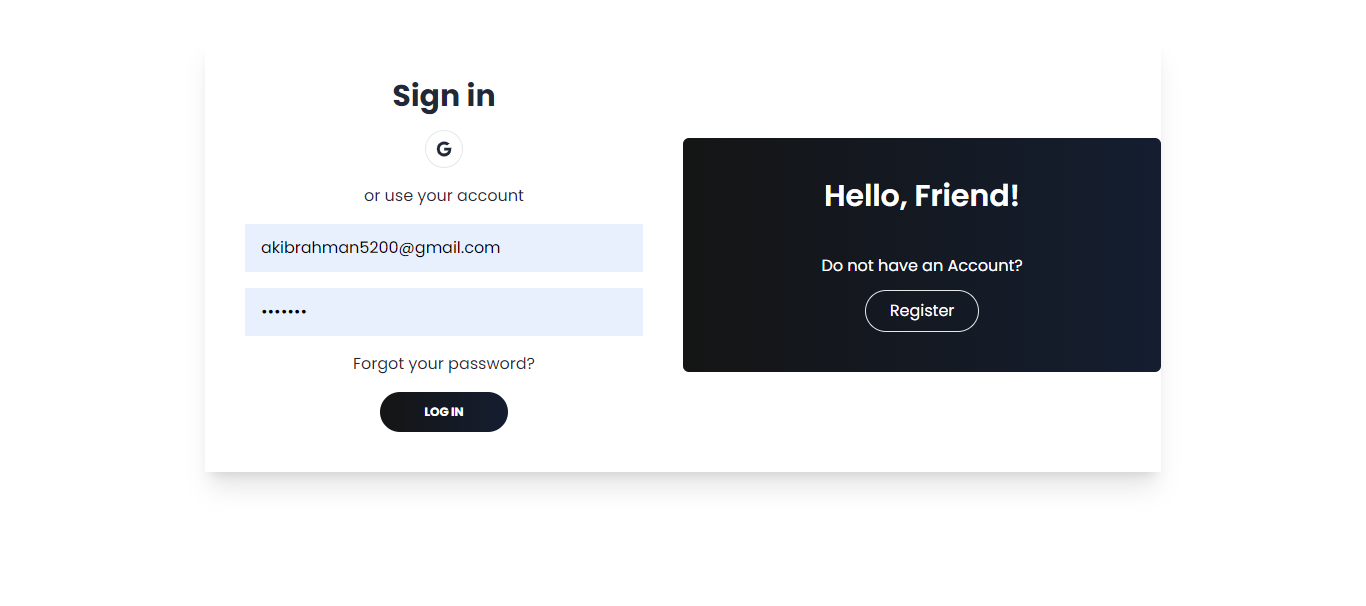 Sign in
G
or use your account
akibrahman5200@gmail.com
•••••••
Forgot your password?
LOG IN
Hello, Friend!
Do not have an Account?
Register